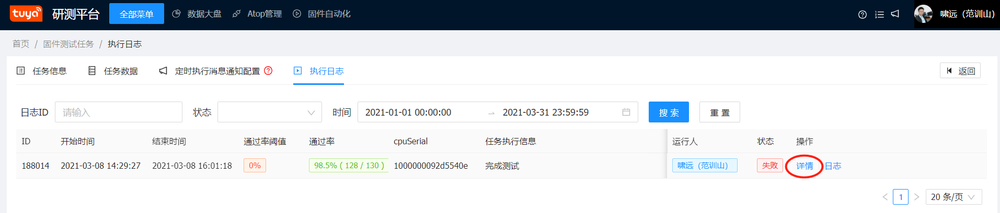 tuya 研测平台 全部菜单 数据大盘 Atop管理 固件自动化 啸远（范训山）
首页 / 固件测试任务 / 执行日志
任务信息 任务数据 定时执行消息通知配置 执行日志 返回
日志ID 请输入 状态 时间 2021-01-01 00:00:00 → 2021-03-31 23:59:59 搜 索 重 置
ID 开始时间 结束时间 通过率阈值 通过率 cpuSerial 任务执行信息 运行人 状态 操作
188014 2021-03-08 14:29:27 2021-03-08 16:01:18 0% 98.5% ( 128 / 130 ) 1000000092d5540e 完成测试 啸远（范训山） 失败 详情 日志
< 1 > 20 条/页